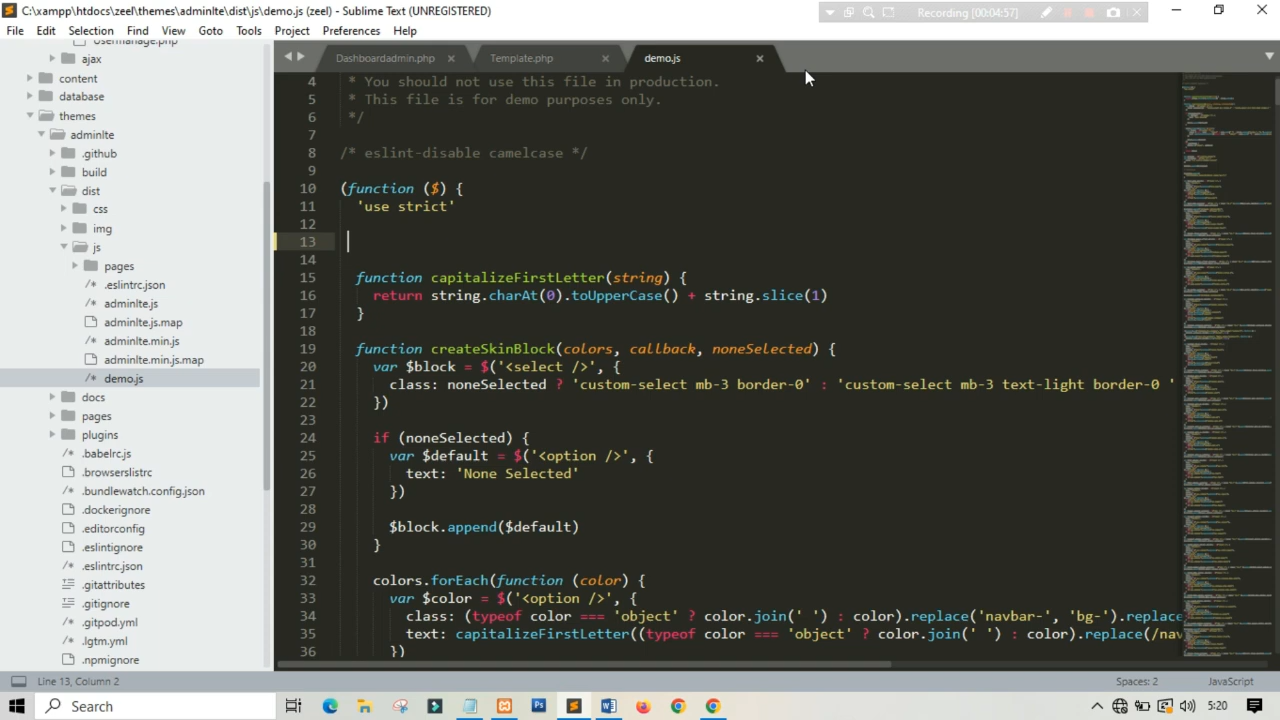 C:\xampp\htdocs\zeel\themes\adminlte\dist\js\demo.js (zeel) - Sublime Text (UNREGISTERED)
Recording [00:04:57]
File Edit Selection Find View Goto Tools Project Preferences Help
usermanage.php
ajax
content
database
themes
adminlte
.github
build
dist
css
img
js
pages
.eslintrc.json
adminlte.js
adminlte.js.map
adminlte.min.js
adminlte.min.js.map
demo.js
docs
pages
plugins
.babelrc.js
.browserslistrc
.bundlewatch.config.json
.dockerignore
.editorconfig
.eslintignore
.eslintrc.json
.gitattributes
.gitignore
.gitpod.yml
.lgtm.yml
.npmignore
Dashboardadmin.php Template.php demo.js
4 * You should not use this file in production.
5 * This file is for demo purposes only.
6 */
7
8 /* eslint-disable camelcase */
9
10 (function ($) {
11 'use strict'
12
13
14
15 function capitalizeFirstLetter(string) {
16 return string.charAt(0).toUpperCase() + string.slice(1)
17 }
18
19 function createSkinBlock(colors, callback, noneSelected) {
20 var $block = $('<select />', {
21 class: noneSelected ? 'custom-select mb-3 border-0' : 'custom-select mb-3 text-light border-0 '
22 })
23
24 if (noneSelected) {
25 var $default = $('<option />', {
26 text: 'None Selected'
27 })
28
29 $block.append($default)
30 }
31
32 colors.forEach(function (color) {
33 var $color = $('<option />', {
34 class: (typeof color === 'object' ? color.join(' ') : color).replace('navbar-', 'bg-').replace
35 text: capitalizeFirstLetter((typeof color === 'object' ? color.join(' ') : color).replace(/nav
36 })
Line 13, Column 2 Spaces: 2 JavaScript
Search 5:20